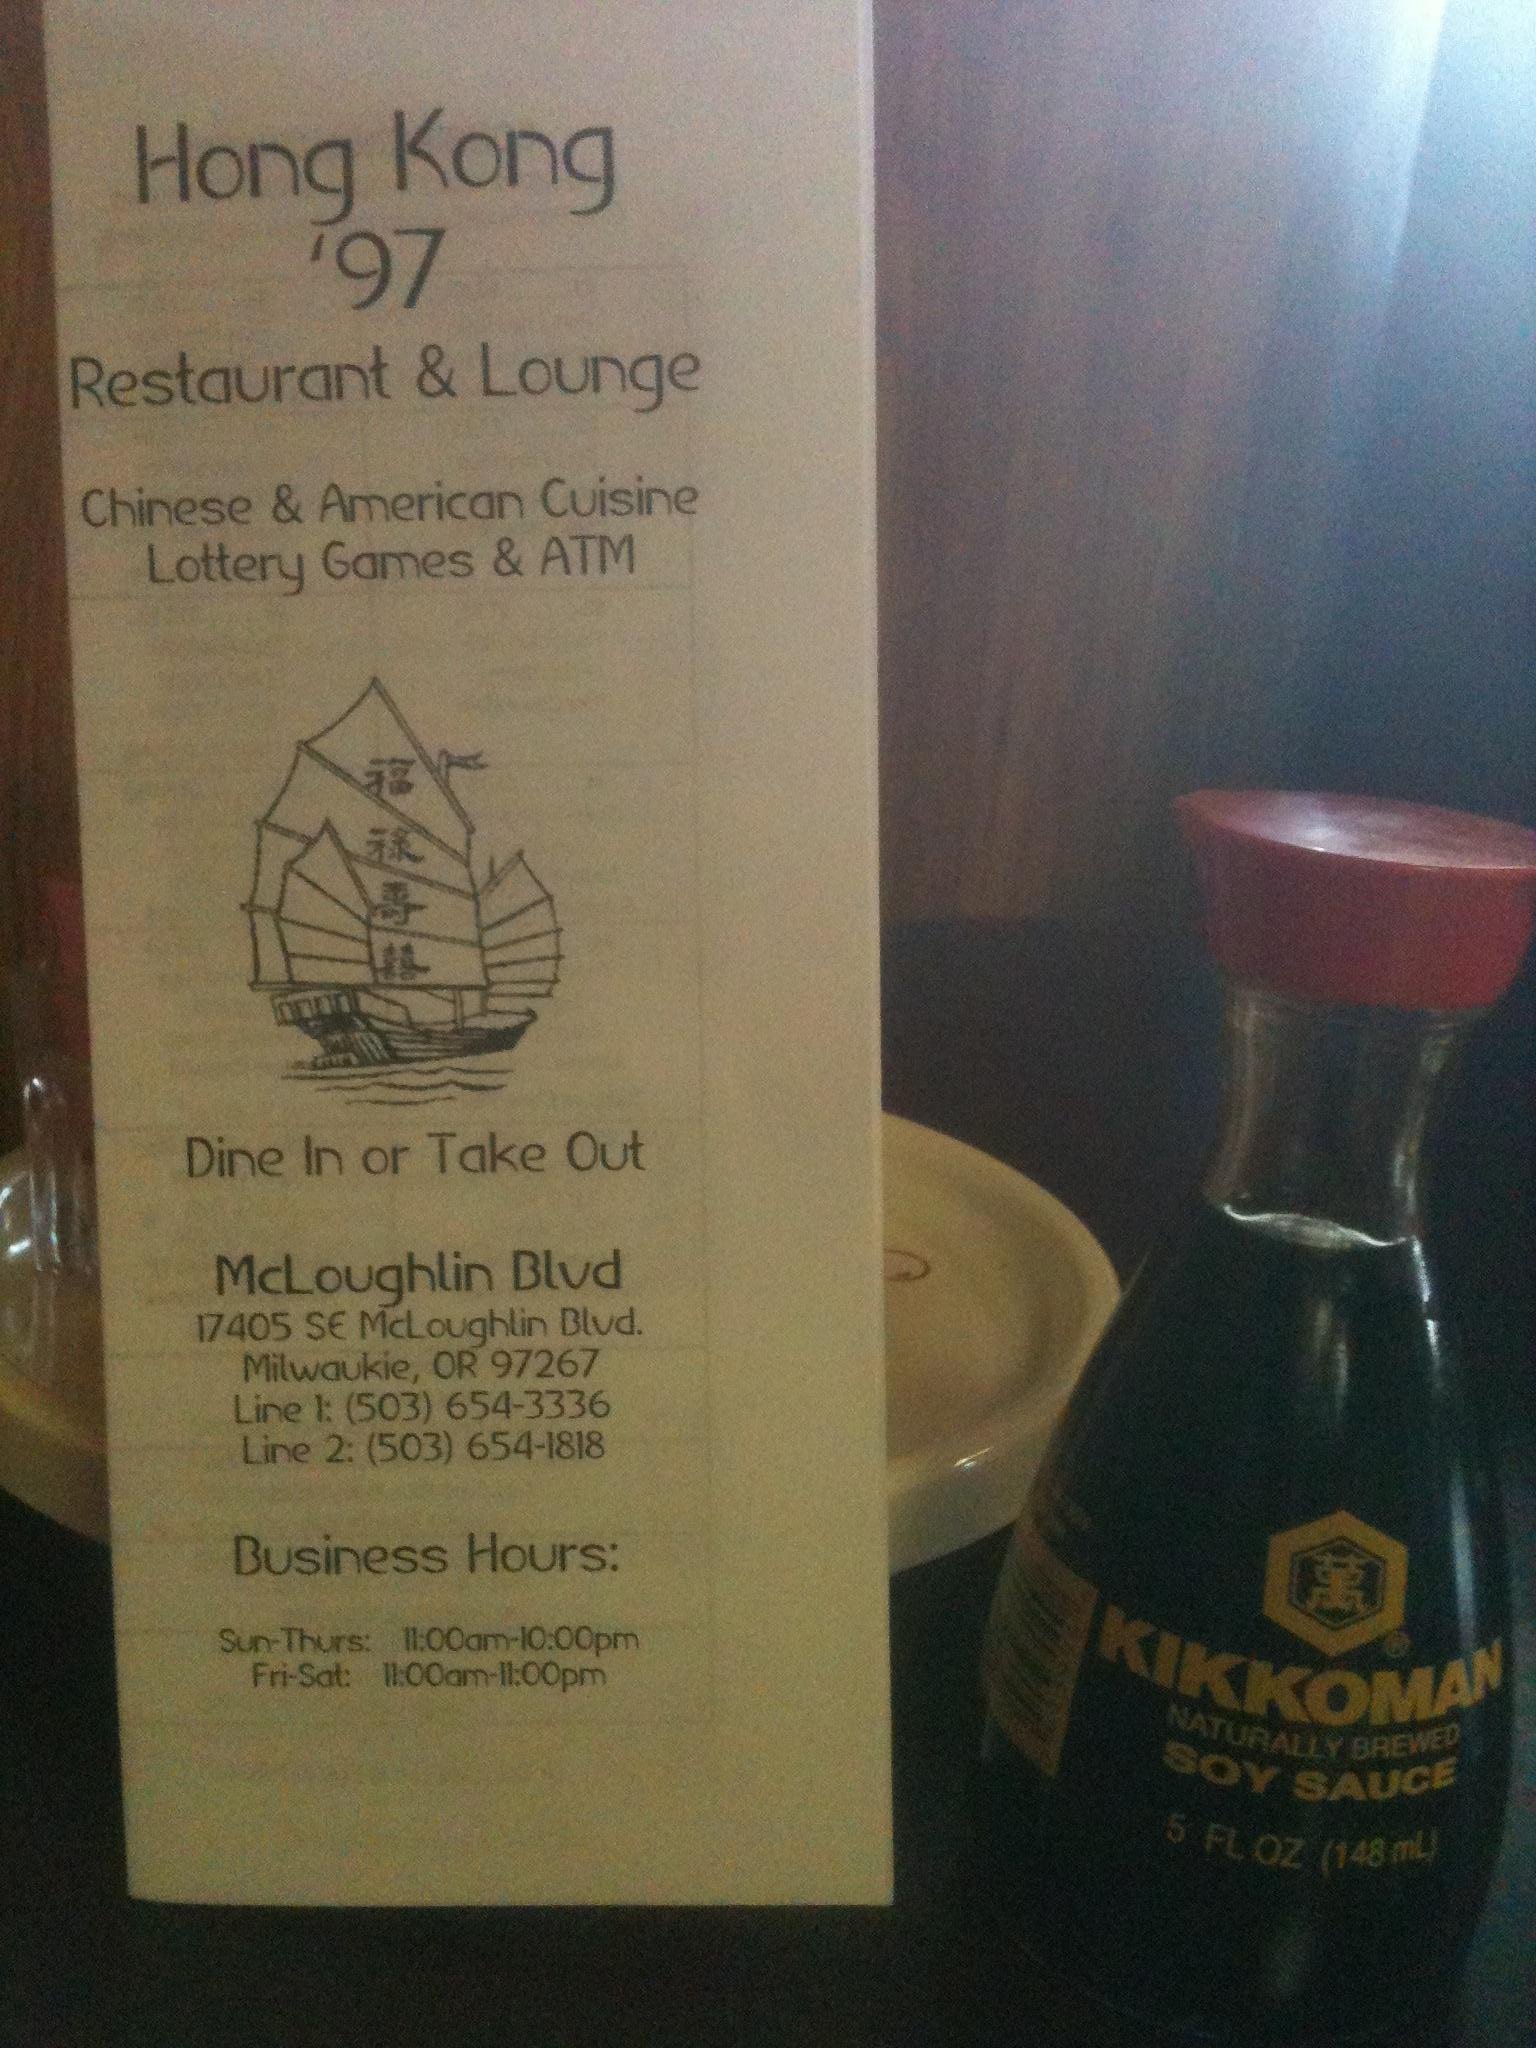 Hong Kong
'97
Restaurant & Lounge
Chinese & American Cuisine
Lottery Games & ATM
福
祿
壽
囍
Dine In or Take Out
McLoughlin Blvd
17405 SE McLoughlin Blvd.
Milwaukie, OR 97267
Line 1: (503) 654-3336
Line 2: (503) 654-1818
Business Hours:
Sun-Thurs: 11:00am-10:00pm
Fri-Sat: 11:00am-11:00pm
萬
®
KIKKOMAN
NATURALLY BREWED
SOY SAUCE
5 FL OZ (148 mL)